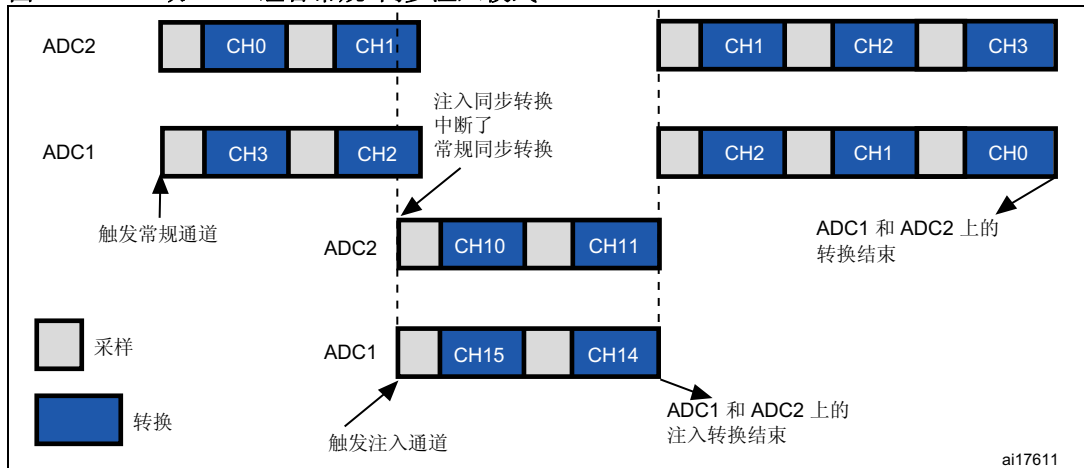 ADC2
CH0
CH1
CH1
CH2
CH3
注入同步转换
中断了
常规同步转换
ADC1
CH3
CH2
CH2
CH1
CH0
触发常规通道
ADC2
CH10
CH11
ADC1 和 ADC2 上的
转换结束
采样
ADC1
CH15
CH14
转换
触发注入通道
ADC1 和 ADC2 上的
注入转换结束
ai17611